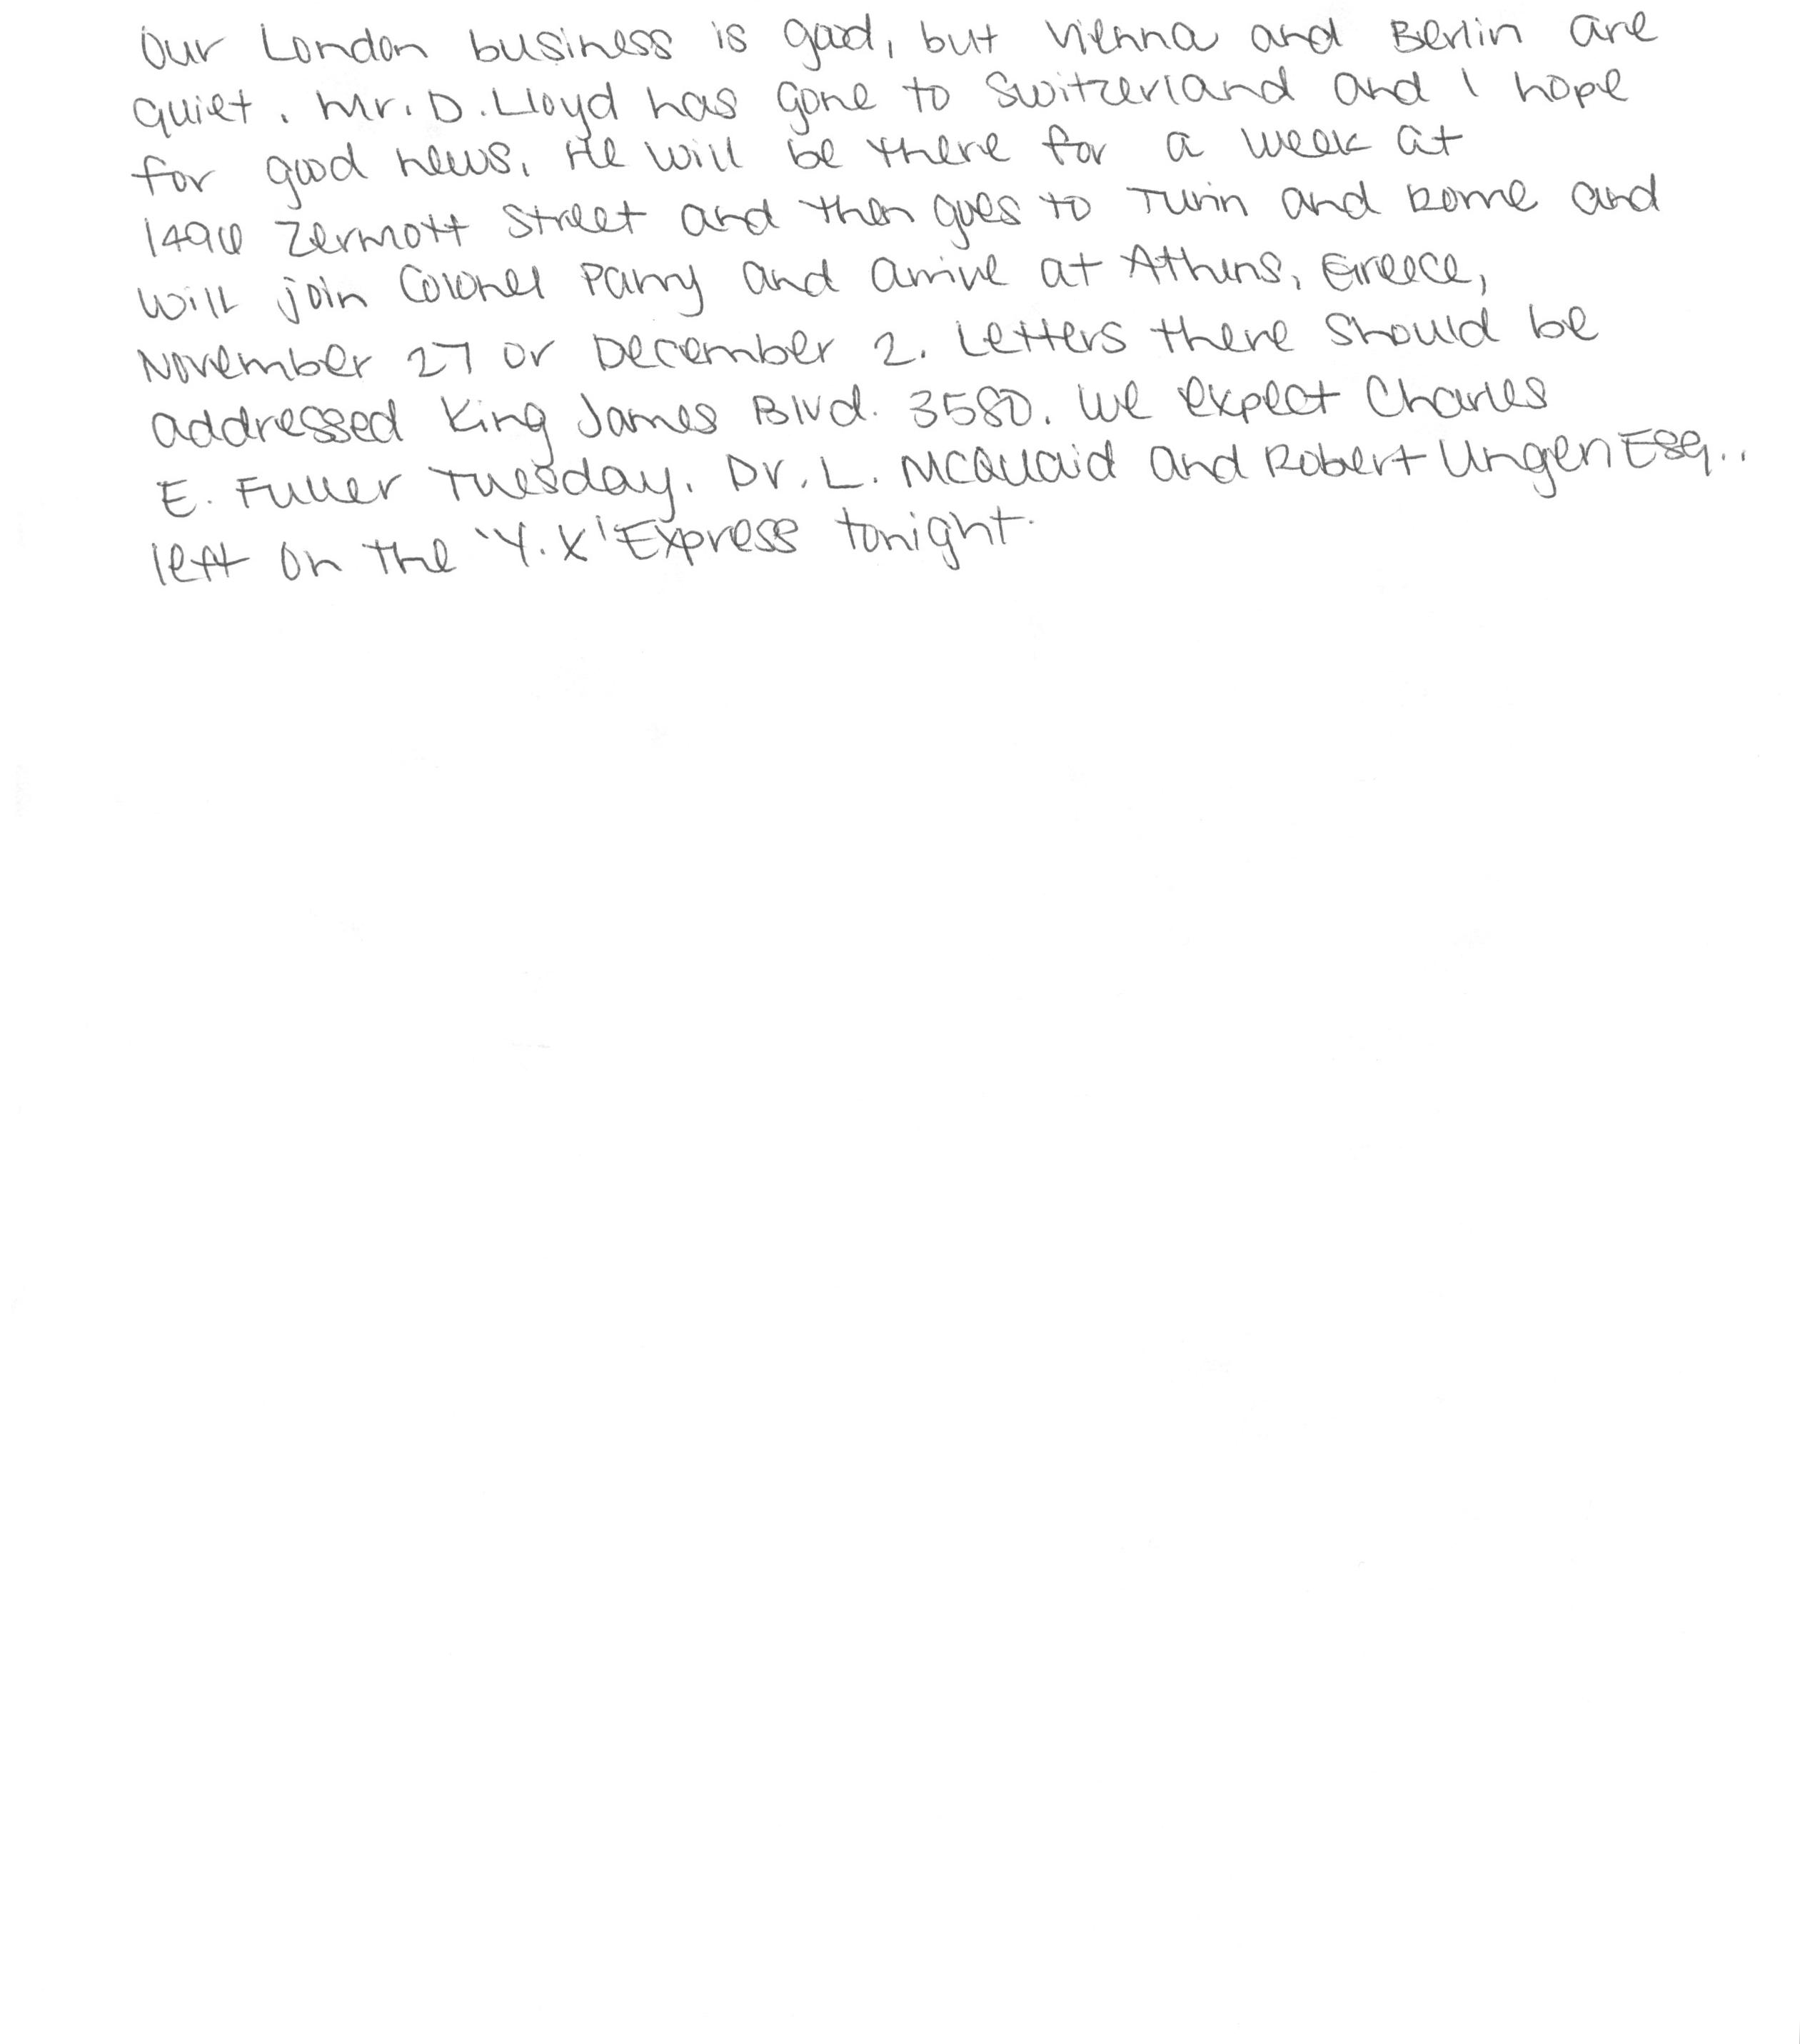 Our London business is good, but Vienna and Berlin are
quiet. Mr. D. Lloyd has gone to Switzerland and I hope
for good news. He will be there for a week at
1496 Zermott Street and then goes to Turin and Rome and
will join Colonel Parry and arrive at Athens, Greece,
November 27 or December 2. Letters there should be
addressed King James Blvd. 3580. We expect Charles
E. Fuller Tuesday. Dr. L. McQuaid and Robert Ungen Esq..
left on the 'Y.X' Express tonight.